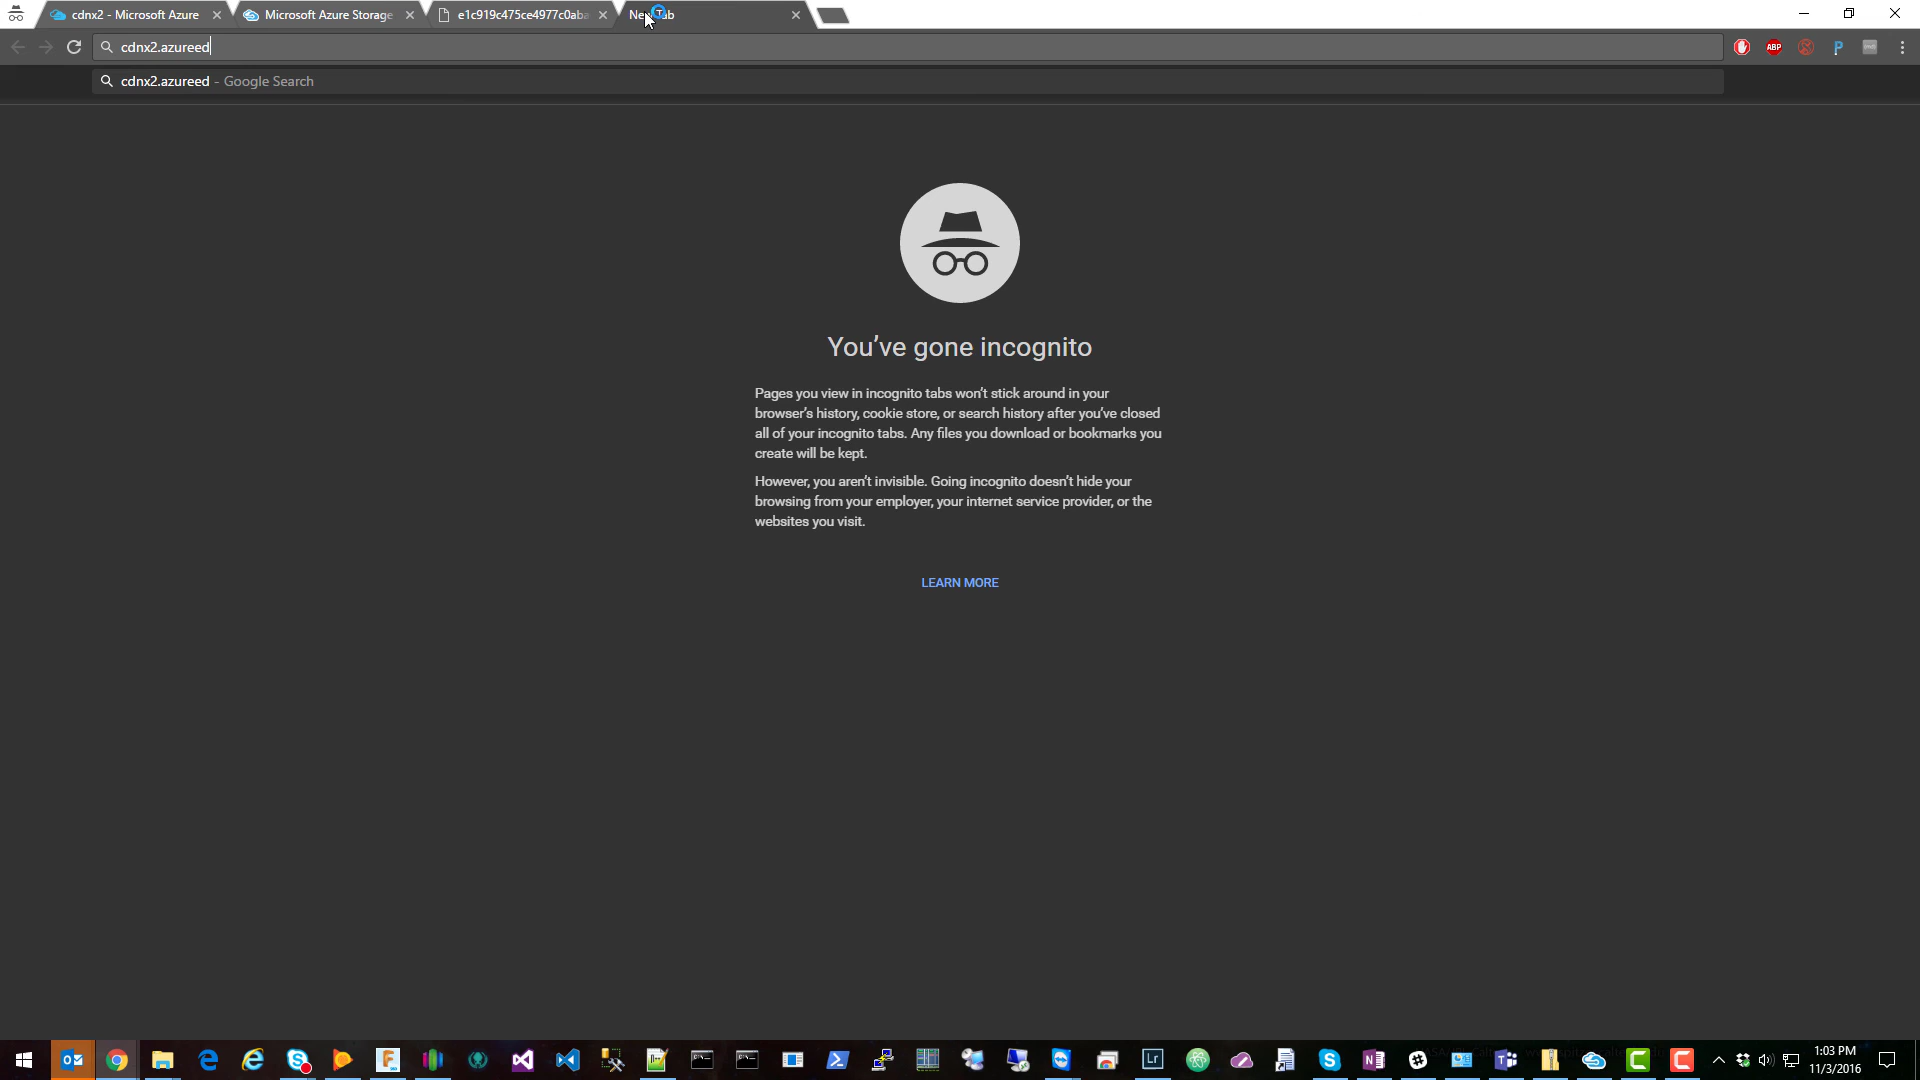 cdnx2 - Microsoft Azure
Microsoft Azure Storage
e1c919c475ce4977c0aba
cdnx2.azureed
cdnx2.azureed - Google Search
ABP
P
You've gone incognito
Pages you view in incognito tabs won't stick around in your
browser's history, cookie store, or search history after you've closed
all of your incognito tabs. Any files you download or bookmarks you
create will be kept.
However, you aren't invisible. Going incognito doesn't hide your
browsing from your employer, your internet service provider, or the
websites you visit.
LEARN MORE
Lr
1:03 PM
11/3/2016